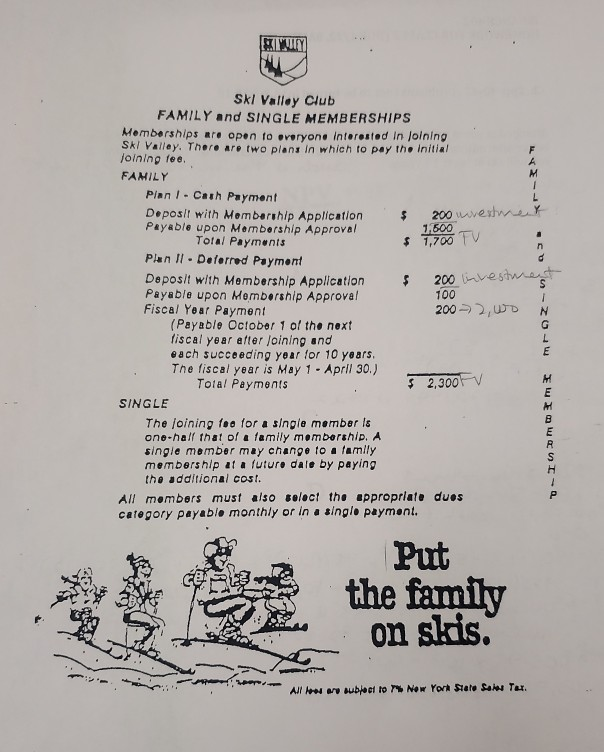 SKI VALLEY
Ski Valley Club
FAMILY and SINGLE MEMBERSHIPS
Memberships are open to everyone interested in joining
Ski Valley. There are two plans in which to pay the initial
joining fee.
FAMILY
Plan I - Cash Payment
Deposit with Membership Application $ 200 investment
Payable upon Membership Approval 1,500
Total Payments $ 1,700 TV
Plan II - Deferred Payment
Deposit with Membership Application $ 200 investment
Payable upon Membership Approval 100
Fiscal Year Payment 200 → 2,000
(Payable October 1 of the next
fiscal year after joining and
each succeeding year for 10 years.
The fiscal year is May 1 - April 30.)
Total Payments $ 2,300 FV
SINGLE
The joining fee for a single member is
one-half that of a family membership. A
single member may change to a family
membership at a future date by paying
the additional cost.
All members must also select the appropriate dues
category payable monthly or in a single payment.
FAMILY and SINGLE MEMBERSHIP
Put
the family
on skis.
All fees are subject to 7% New York State Sales Tax.